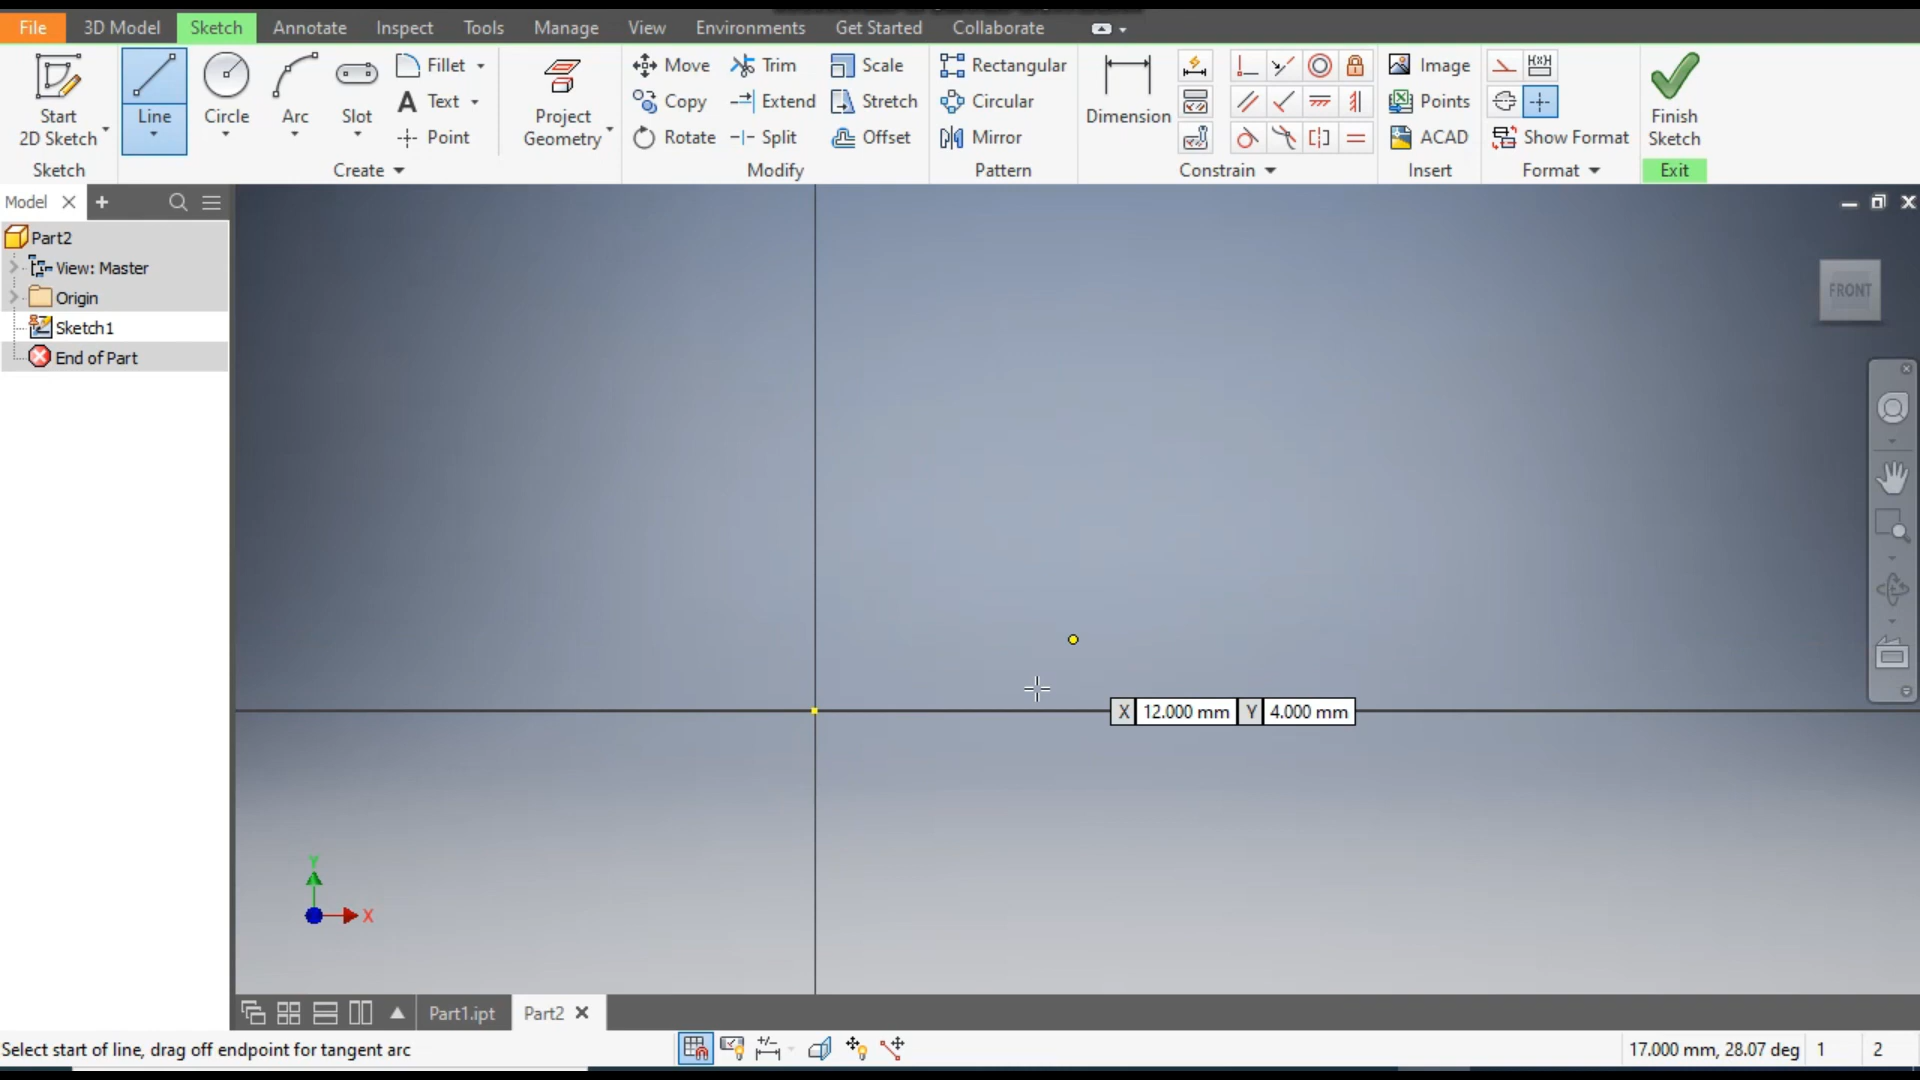 File 3D Model Sketch Annotate Inspect Tools Manage View Environments Get Started Collaborate
Start
2D Sketch
Line
Circle
Arc
Slot
Fillet
Text
Point
Project
Geometry
Move
Copy
Rotate
Trim
Extend
Split
Scale
Stretch
Offset
Rectangular
Circular
Mirror
Dimension
Image
Points
ACAD
Show Format
Finish
Sketch
Sketch Create Modify Pattern Constrain Insert Format Exit
Model
Part2
View: Master
Origin
Sketch1
End of Part
FRONT
X 12.000 mm Y 4.000 mm
Y
X
Part1.ipt Part2
Select start of line, drag off endpoint for tangent arc
17.000 mm, 28.07 deg 1 2